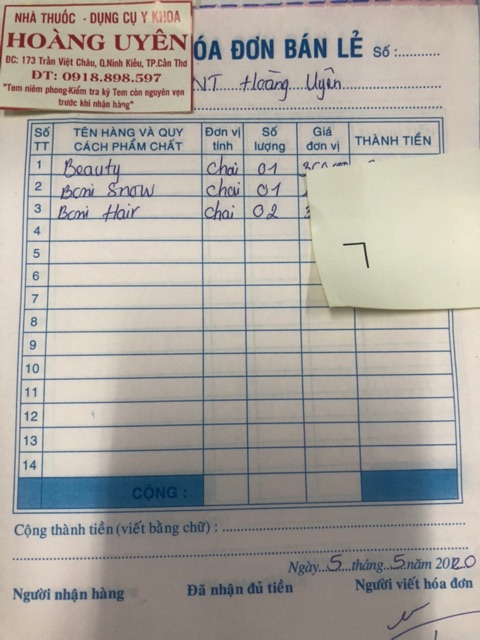 NHÀ THUỐC - DỤNG CỤ Y KHOA
HOÀNG UYÊN
ĐC: 173 Trần Việt Châu, Q.Ninh Kiều, TP.Cần Thơ
ĐT: 0918.898.597
"Tem niêm phong-Kiểm tra kỹ Tem còn nguyên vẹn
trước khi nhận hàng"
ÓA ĐƠN BÁN LẺ Số :
NT Hoàng Uyên
Số TT TÊN HÀNG VÀ QUY CÁCH PHẨM CHẤT Đơn vị tính Số lượng Giá đơn vị THÀNH TIỀN
1 Beauty chai 01
2 Boni Snow chai 01
3 Boni Hair chai 02
4
5
6
7
8
9
10
11
12
13
14
CỘNG :
Cộng thành tiền (viết bằng chữ) :
Ngày 5 tháng 5 năm 2020
Người nhận hàng Đã nhận đủ tiền Người viết hóa đơn